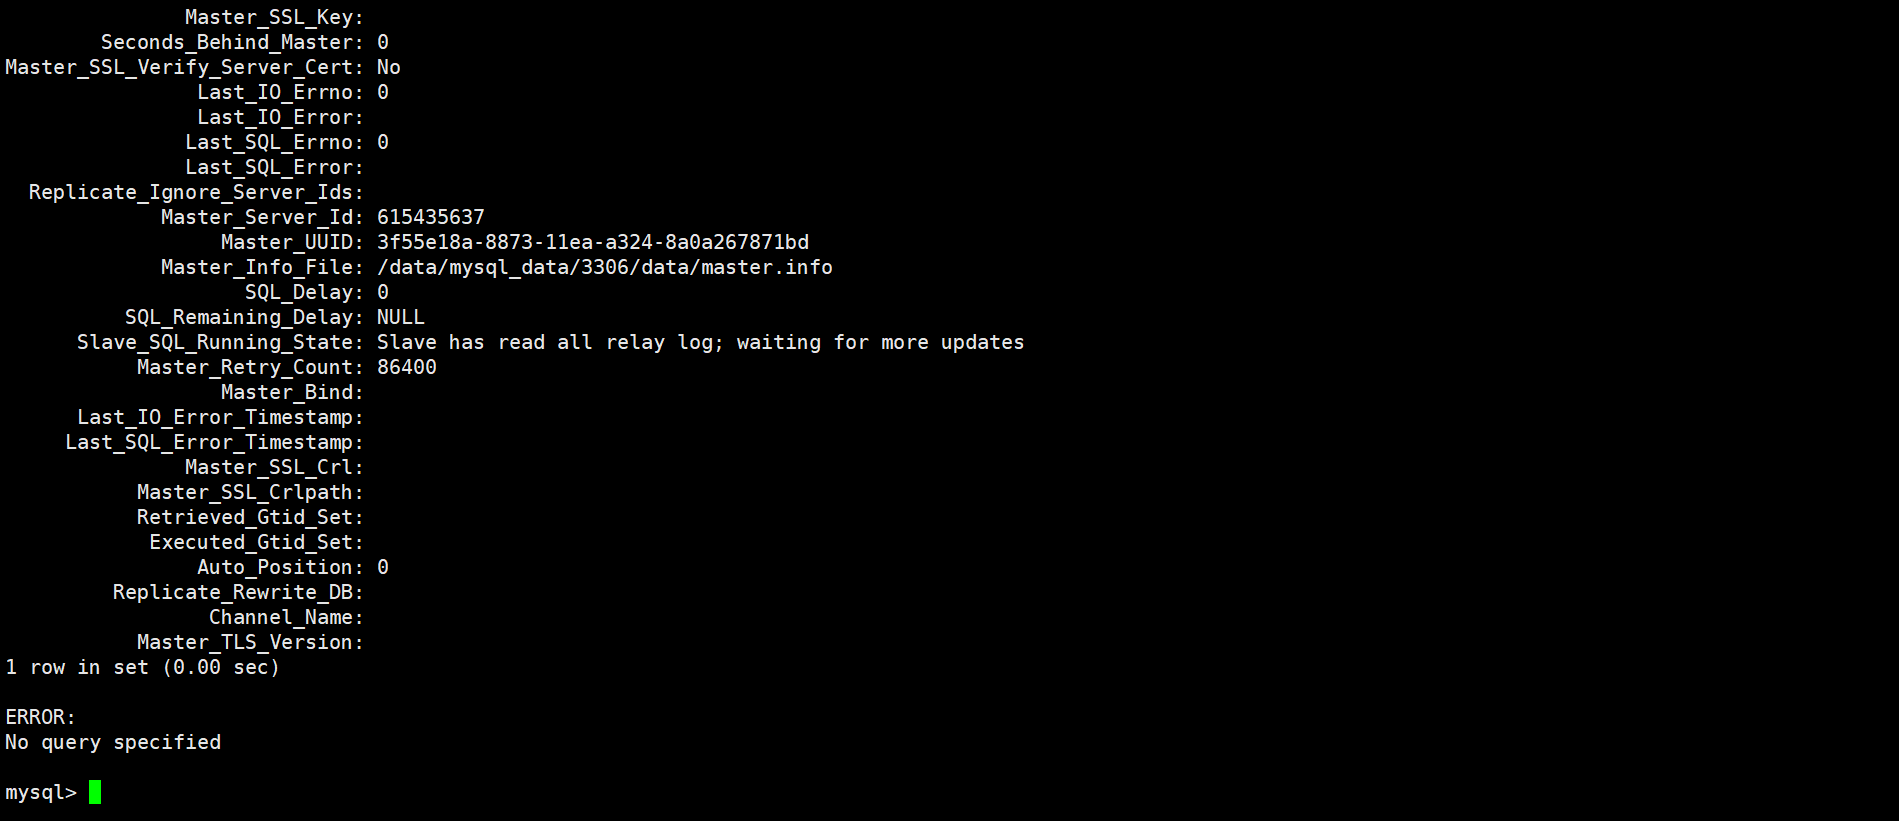 Master_SSL_Key:
Seconds_Behind_Master: 0
Master_SSL_Verify_Server_Cert: No
Last_IO_Errno: 0
Last_IO_Error:
Last_SQL_Errno: 0
Last_SQL_Error:
Replicate_Ignore_Server_Ids:
Master_Server_Id: 615435637
Master_UUID: 3f55e18a-8873-11ea-a324-8a0a267871bd
Master_Info_File: /data/mysql_data/3306/data/master.info
SQL_Delay: 0
SQL_Remaining_Delay: NULL
Slave_SQL_Running_State: Slave has read all relay log; waiting for more updates
Master_Retry_Count: 86400
Master_Bind:
Last_IO_Error_Timestamp:
Last_SQL_Error_Timestamp:
Master_SSL_Crl:
Master_SSL_Crlpath:
Retrieved_Gtid_Set:
Executed_Gtid_Set:
Auto_Position: 0
Replicate_Rewrite_DB:
Channel_Name:
Master_TLS_Version:
1 row in set (0.00 sec)
ERROR:
No query specified
mysql>